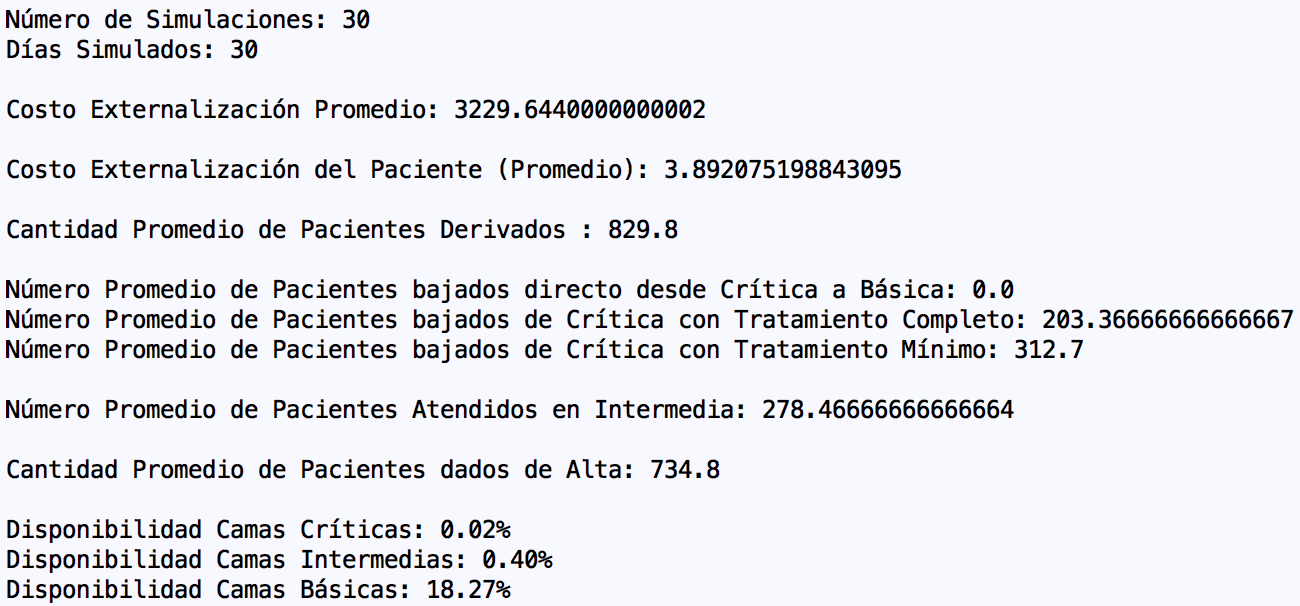 Número de Simulaciones: 30
Días Simulados: 30
Costo Externalización Promedio: 3229.6440000000002
Costo Externalización del Paciente (Promedio): 3.892075198843095
Cantidad Promedio de Pacientes Derivados : 829.8
Número Promedio de Pacientes bajados directo desde Crítica a Básica: 0.0
Número Promedio de Pacientes bajados de Crítica con Tratamiento Completo: 203.36666666666667
Número Promedio de Pacientes bajados de Crítica con Tratamiento Mínimo: 312.7
Número Promedio de Pacientes Atendidos en Intermedia: 278.46666666666664
Cantidad Promedio de Pacientes dados de Alta: 734.8
Disponibilidad Camas Críticas: 0.02%
Disponibilidad Camas Intermedias: 0.40%
Disponibilidad Camas Básicas: 18.27%